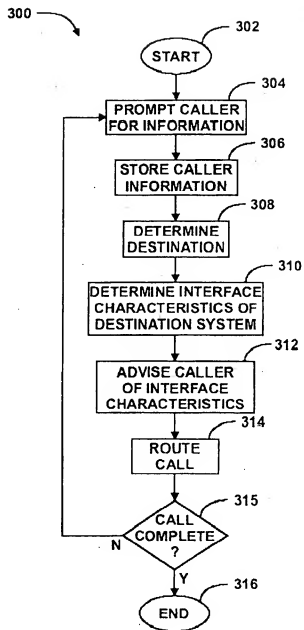 300
302
START
304
PROMPT CALLER
FOR INFORMATION
306
STORE CALLER
INFORMATION
308
DETERMINE
DESTINATION
310
DETERMINE INTERFACE
CHARACTERISTICS OF
DESTINATION SYSTEM
312
ADVISE CALLER
OF INTERFACE
CHARACTERISTICS
314
ROUTE
CALL
315
CALL
COMPLETE
?
N
Y
316
END